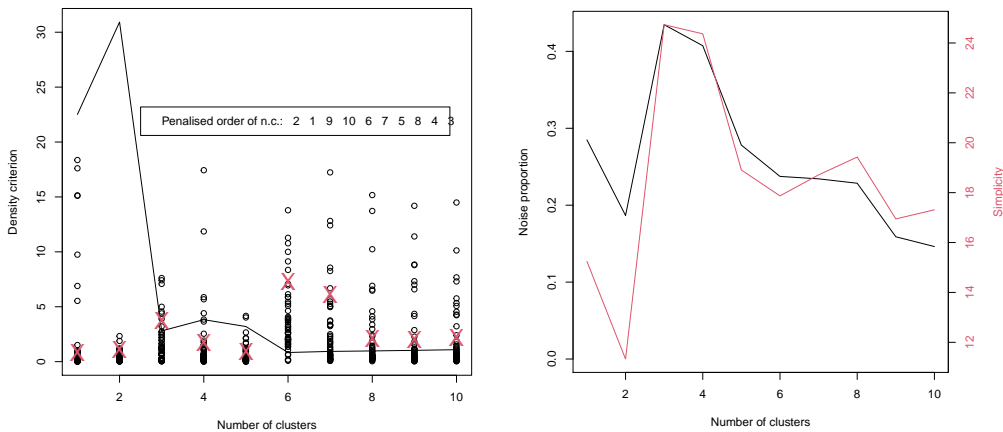 Density criterion
30
25
20
15
10
5
0
Penalised order of n.c.: 2 1 9 10 6 7 5 8 4 3
2 4 6 8 10
Number of clusters
Noise proportion
0.4
0.3
0.2
0.1
0.0
2 4 6 8 10
Number of clusters
24
22
20
18
16
14
12
Simplicity